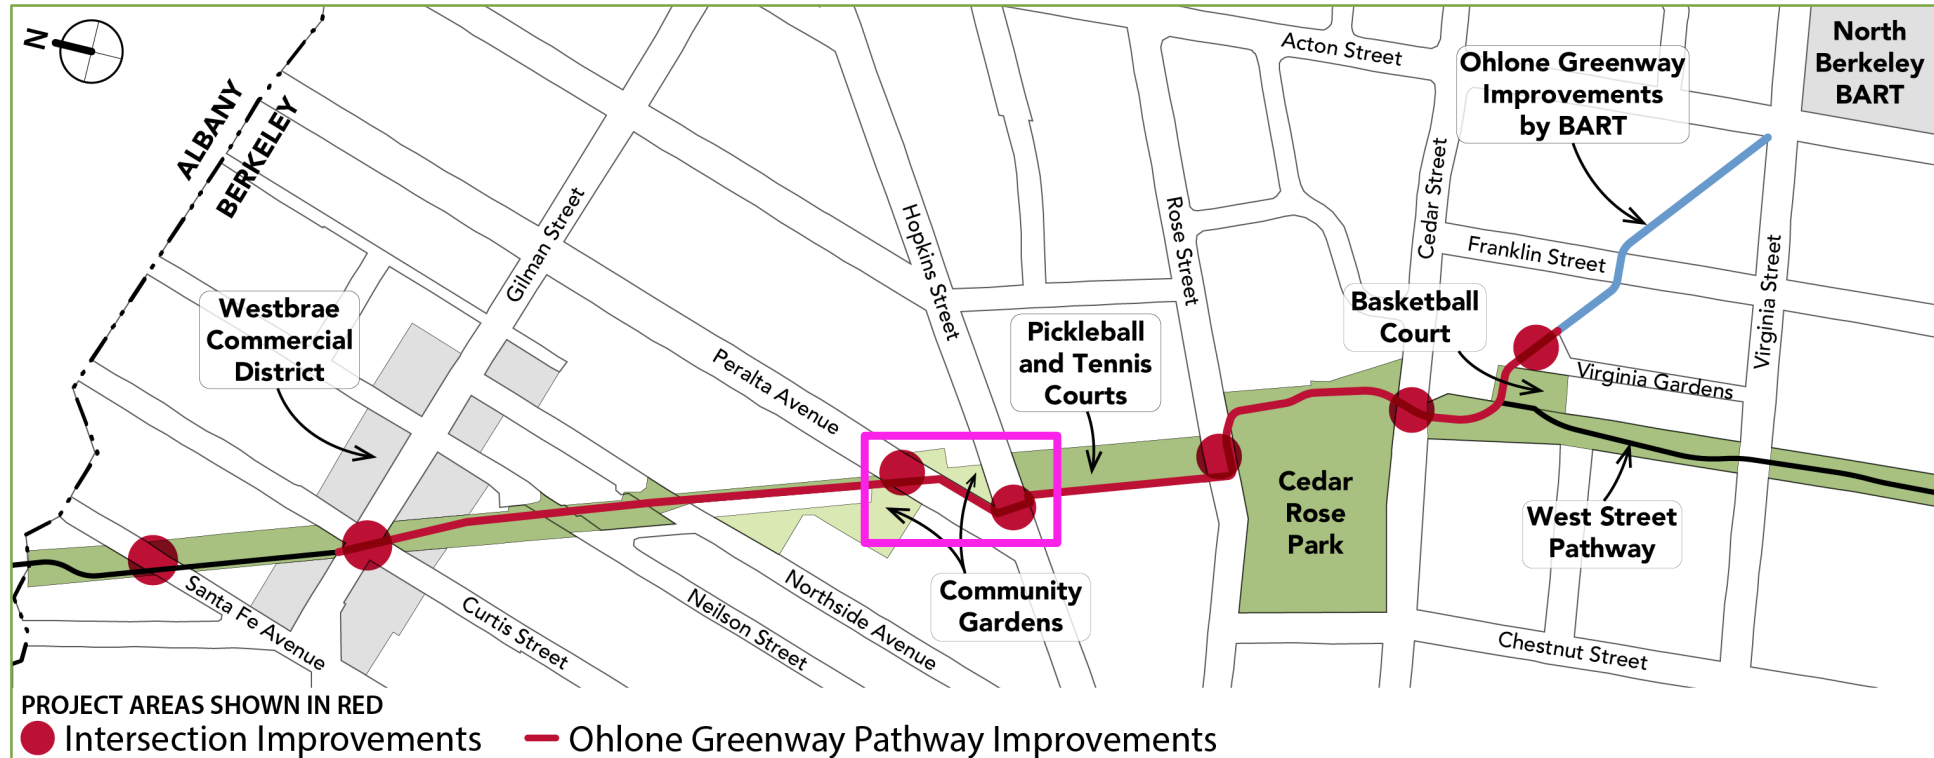 N
ALBANY
BERKELEY
Acton Street
Ohlone Greenway
Improvements
by BART
North
Berkeley
BART
Gilman Street
Hopkins Street
Rose Street
Cedar Street
Franklin Street
Virginia Street
Westbrae
Commercial
District
Pickleball
and Tennis
Courts
Basketball
Court
Peralta Avenue
Virginia Gardens
Cedar
Rose
Park
West Street
Pathway
Community
Gardens
Santa Fe Avenue
Curtis Street
Neilson Street
Northside Avenue
Chestnut Street
PROJECT AREAS SHOWN IN RED
Intersection Improvements
Ohlone Greenway Pathway Improvements